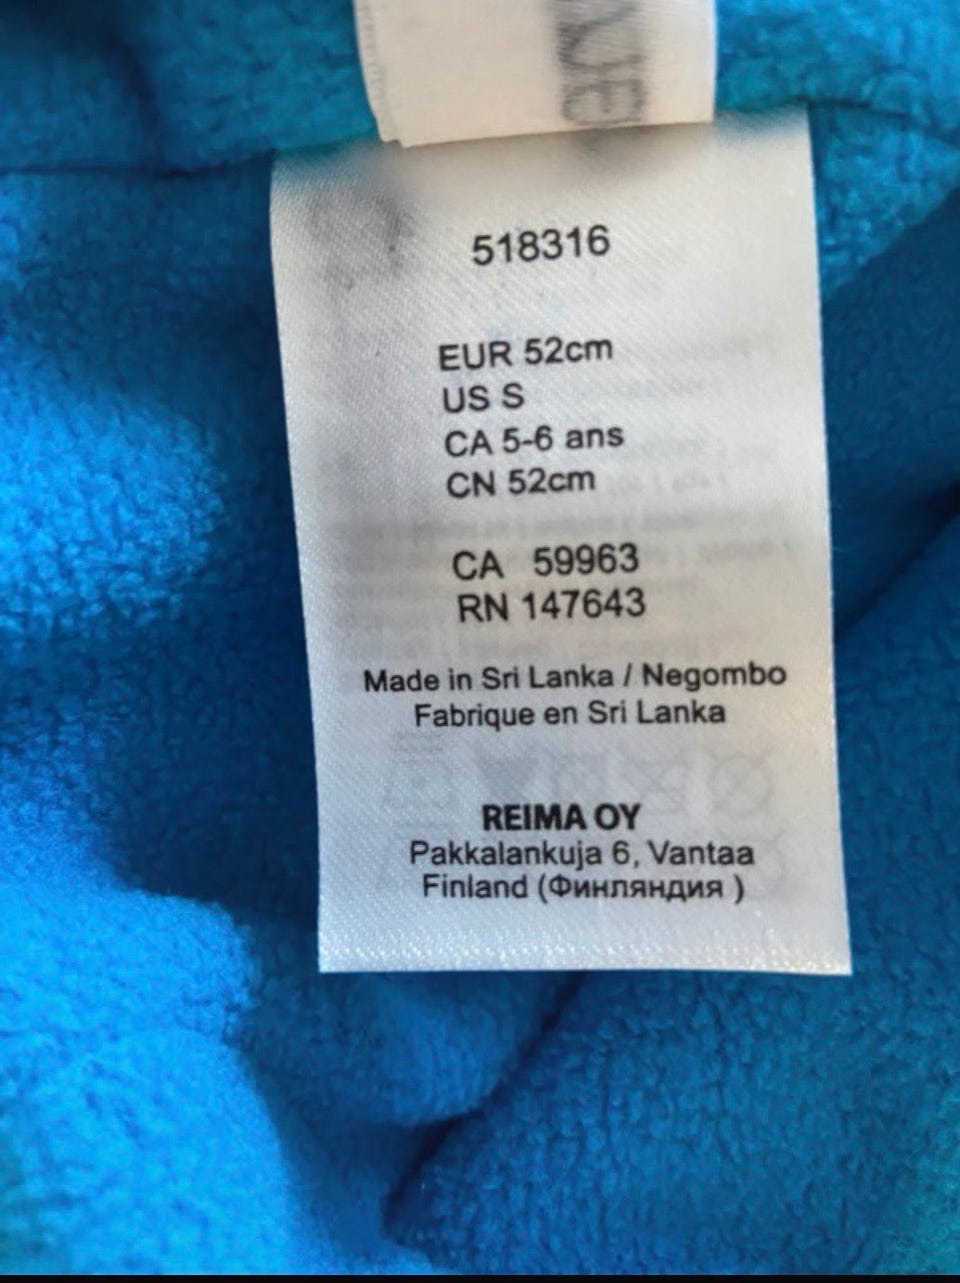 518316
EUR 52cm
US S
CA 5-6 ans
CN 52cm
CA 59963
RN 147643
Made in Sri Lanka / Negombo
Fabrique en Sri Lanka
REIMA OY
Pakkalankuja 6, Vantaa
Finland (Финляндия )